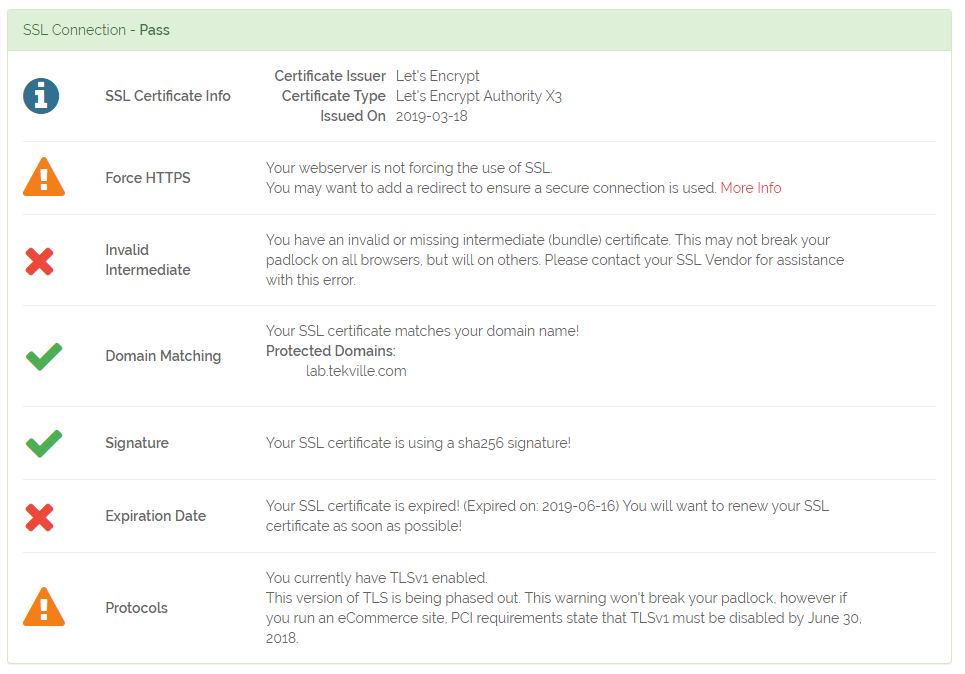 SSL Connection - Pass
SSL Certificate Info
Certificate Issuer Let's Encrypt
Certificate Type Let's Encrypt Authority X3
Issued On 2019-03-18
Force HTTPS
Your webserver is not forcing the use of SSL.
You may want to add a redirect to ensure a secure connection is used. More Info
Invalid
Intermediate
You have an invalid or missing intermediate (bundle) certificate. This may not break your
padlock on all browsers, but will on others. Please contact your SSL Vendor for assistance
with this error.
Domain Matching
Your SSL certificate matches your domain name!
Protected Domains:
lab.tekville.com
Signature
Your SSL certificate is using a sha256 signature!
Expiration Date
Your SSL certificate is expired! (Expired on: 2019-06-16) You will want to renew your SSL
certificate as soon as possible!
Protocols
You currently have TLSv1 enabled.
This version of TLS is being phased out. This warning won't break your padlock, however if
you run an eCommerce site, PCI requirements state that TLSv1 must be disabled by June 30,
2018.